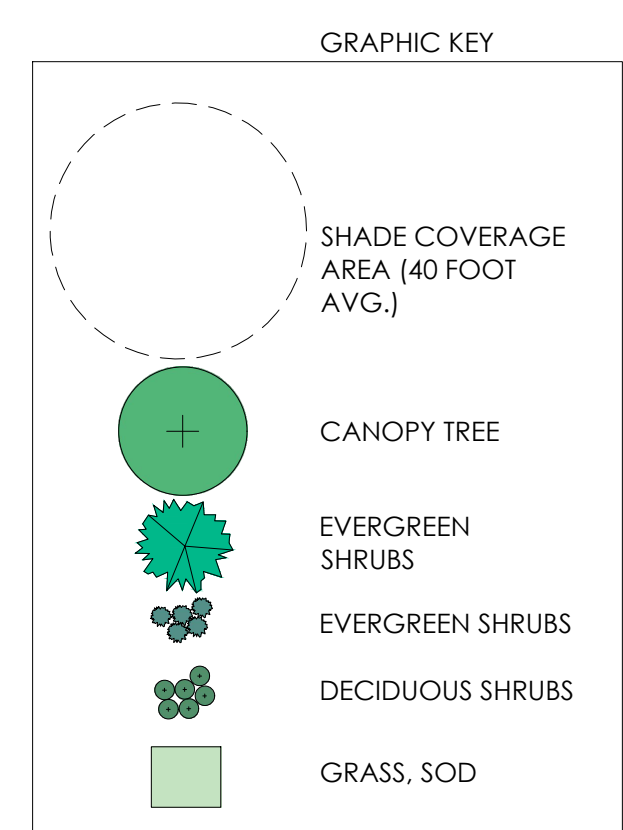 GRAPHIC KEY
SHADE COVERAGE
AREA (40 FOOT
AVG.)
CANOPY TREE
EVERGREEN
SHRUBS
EVERGREEN SHRUBS
DECIDUOUS SHRUBS
GRASS, SOD